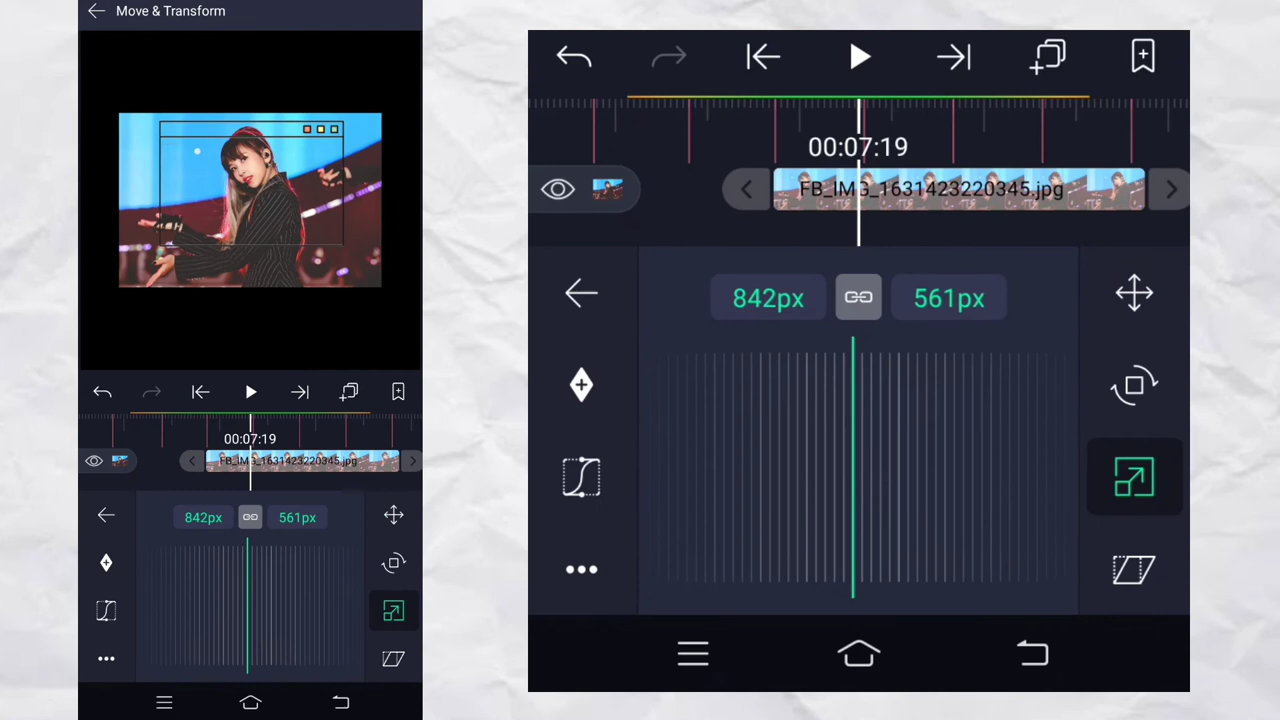 Move & Transform
00:07:19
FB_IMG_1631423220345.jpg
842px
561px
00:07:19
FB_IMG_1631423220345.jpg
842px
561px